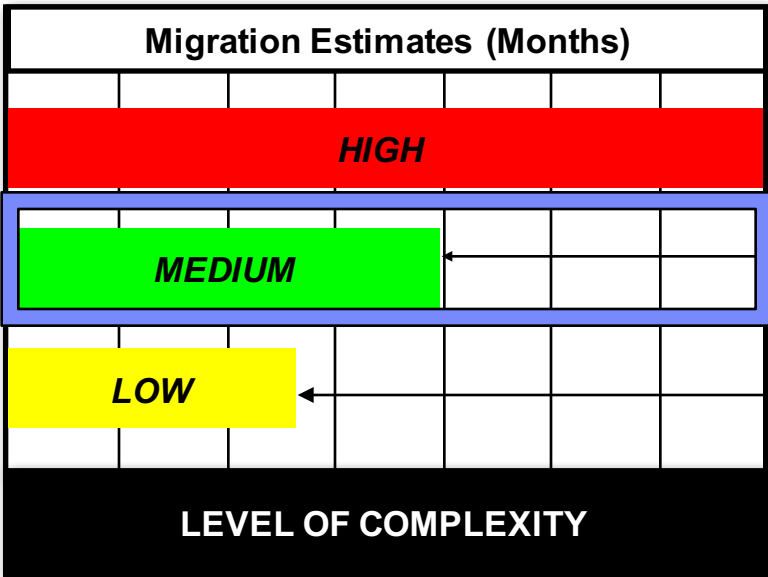 Migration Estimates (Months)
HIGH
MEDIUM
LOW
LEVEL OF COMPLEXITY